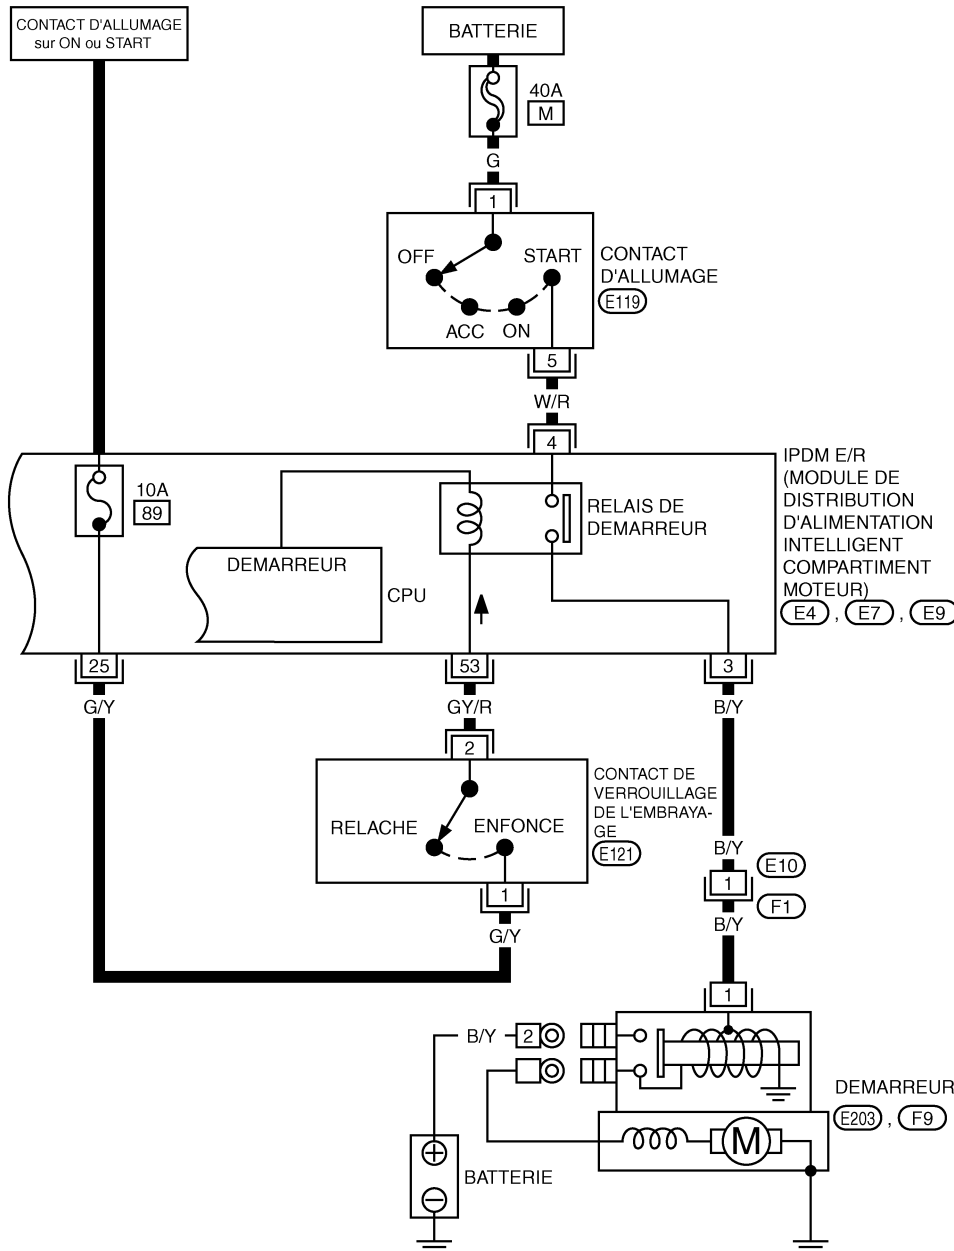 CONTACT D'ALLUMAGE
sur ON ou START
BATTERIE
40A
M
G
1
OFF
START
ACC
ON
CONTACT
D'ALLUMAGE
E119
5
W/R
4
10A
89
DEMARREUR
CPU
RELAIS DE
DEMARREUR
IPDM E/R
(MODULE DE
DISTRIBUTION
D'ALIMENTATION
INTELLIGENT
COMPARTIMENT
MOTEUR)
E4 , E7 , E9
25
53
3
G/Y
GY/R
B/Y
2
RELACHE
ENFONCE
CONTACT DE
VERROUILLAGE
DE L'EMBRAYA-
GE
E121
1
G/Y
B/Y
1
E10
F1
B/Y
1
B/Y
2
M
DEMARREUR
E203 , F9
+
−
BATTERIE